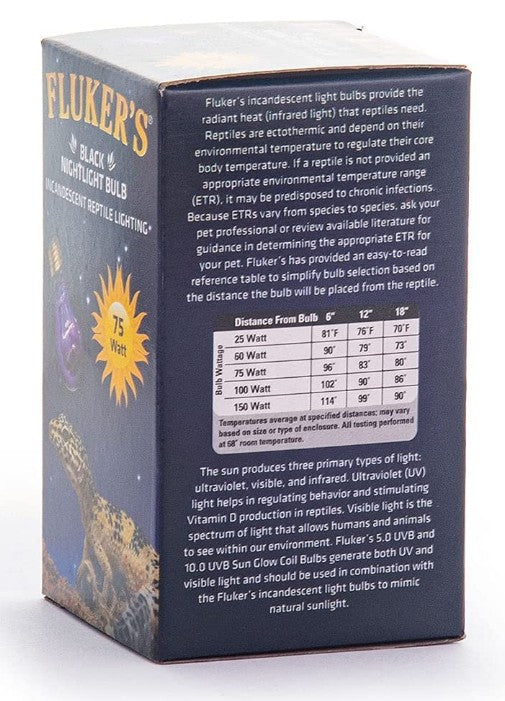 FLUKER'S®
BLACK
NIGHTLIGHT BULB
INCANDESCENT REPTILE LIGHTING*
75
Watt
Fluker's incandescent light bulbs provide the
radiant heat (infrared light) that reptiles need.
Reptiles are ectothermic and depend on their
environmental temperature to regulate their core
body temperature. If a reptile is not provided an
appropriate environmental temperature range
(ETR), it may be predisposed to chronic infections.
Because ETRs vary from species to species, ask your
pet professional or review available literature for
guidance in determining the appropriate ETR for
your pet. Fluker's has provided an easy-to-read
reference table to simplify bulb selection based on
the distance the bulb will be placed from the reptile.
Distance From Bulb 6" 12" 18"
Bulb Wattage
25 Watt 81°F 76°F 70°F
60 Watt 90° 79° 73°
75 Watt 96° 83° 80°
100 Watt 102° 90° 86°
150 Watt 114° 99° 90°
Temperatures average at specified distances; may vary
based on size or type of enclosure. All testing performed
at 68° room temperature.
The sun produces three primary types of light:
ultraviolet, visible, and infrared. Ultraviolet (UV)
light helps in regulating behavior and stimulating
Vitamin D production in reptiles. Visible light is the
spectrum of light that allows humans and animals
to see within our environment. Fluker's 5.0 UVB and
10.0 UVB Sun Glow Coil Bulbs generate both UV and
visible light and should be used in combination with
the Fluker's incandescent light bulbs to mimic
natural sunlight.